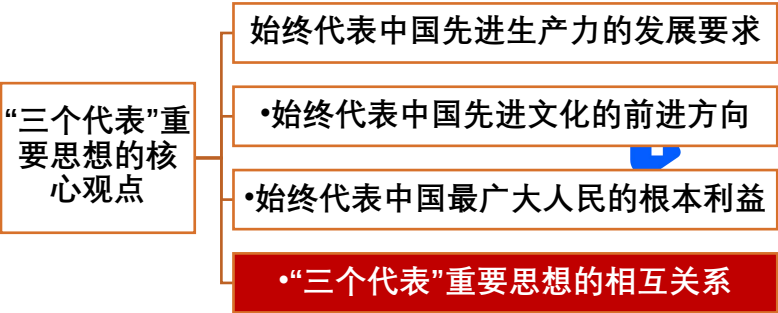 始终代表中国先进生产力的发展要求
“三个代表”重
要思想的核
心观点
•始终代表中国先进文化的前进方向
•始终代表中国最广大人民的根本利益
•“三个代表”重要思想的相互关系